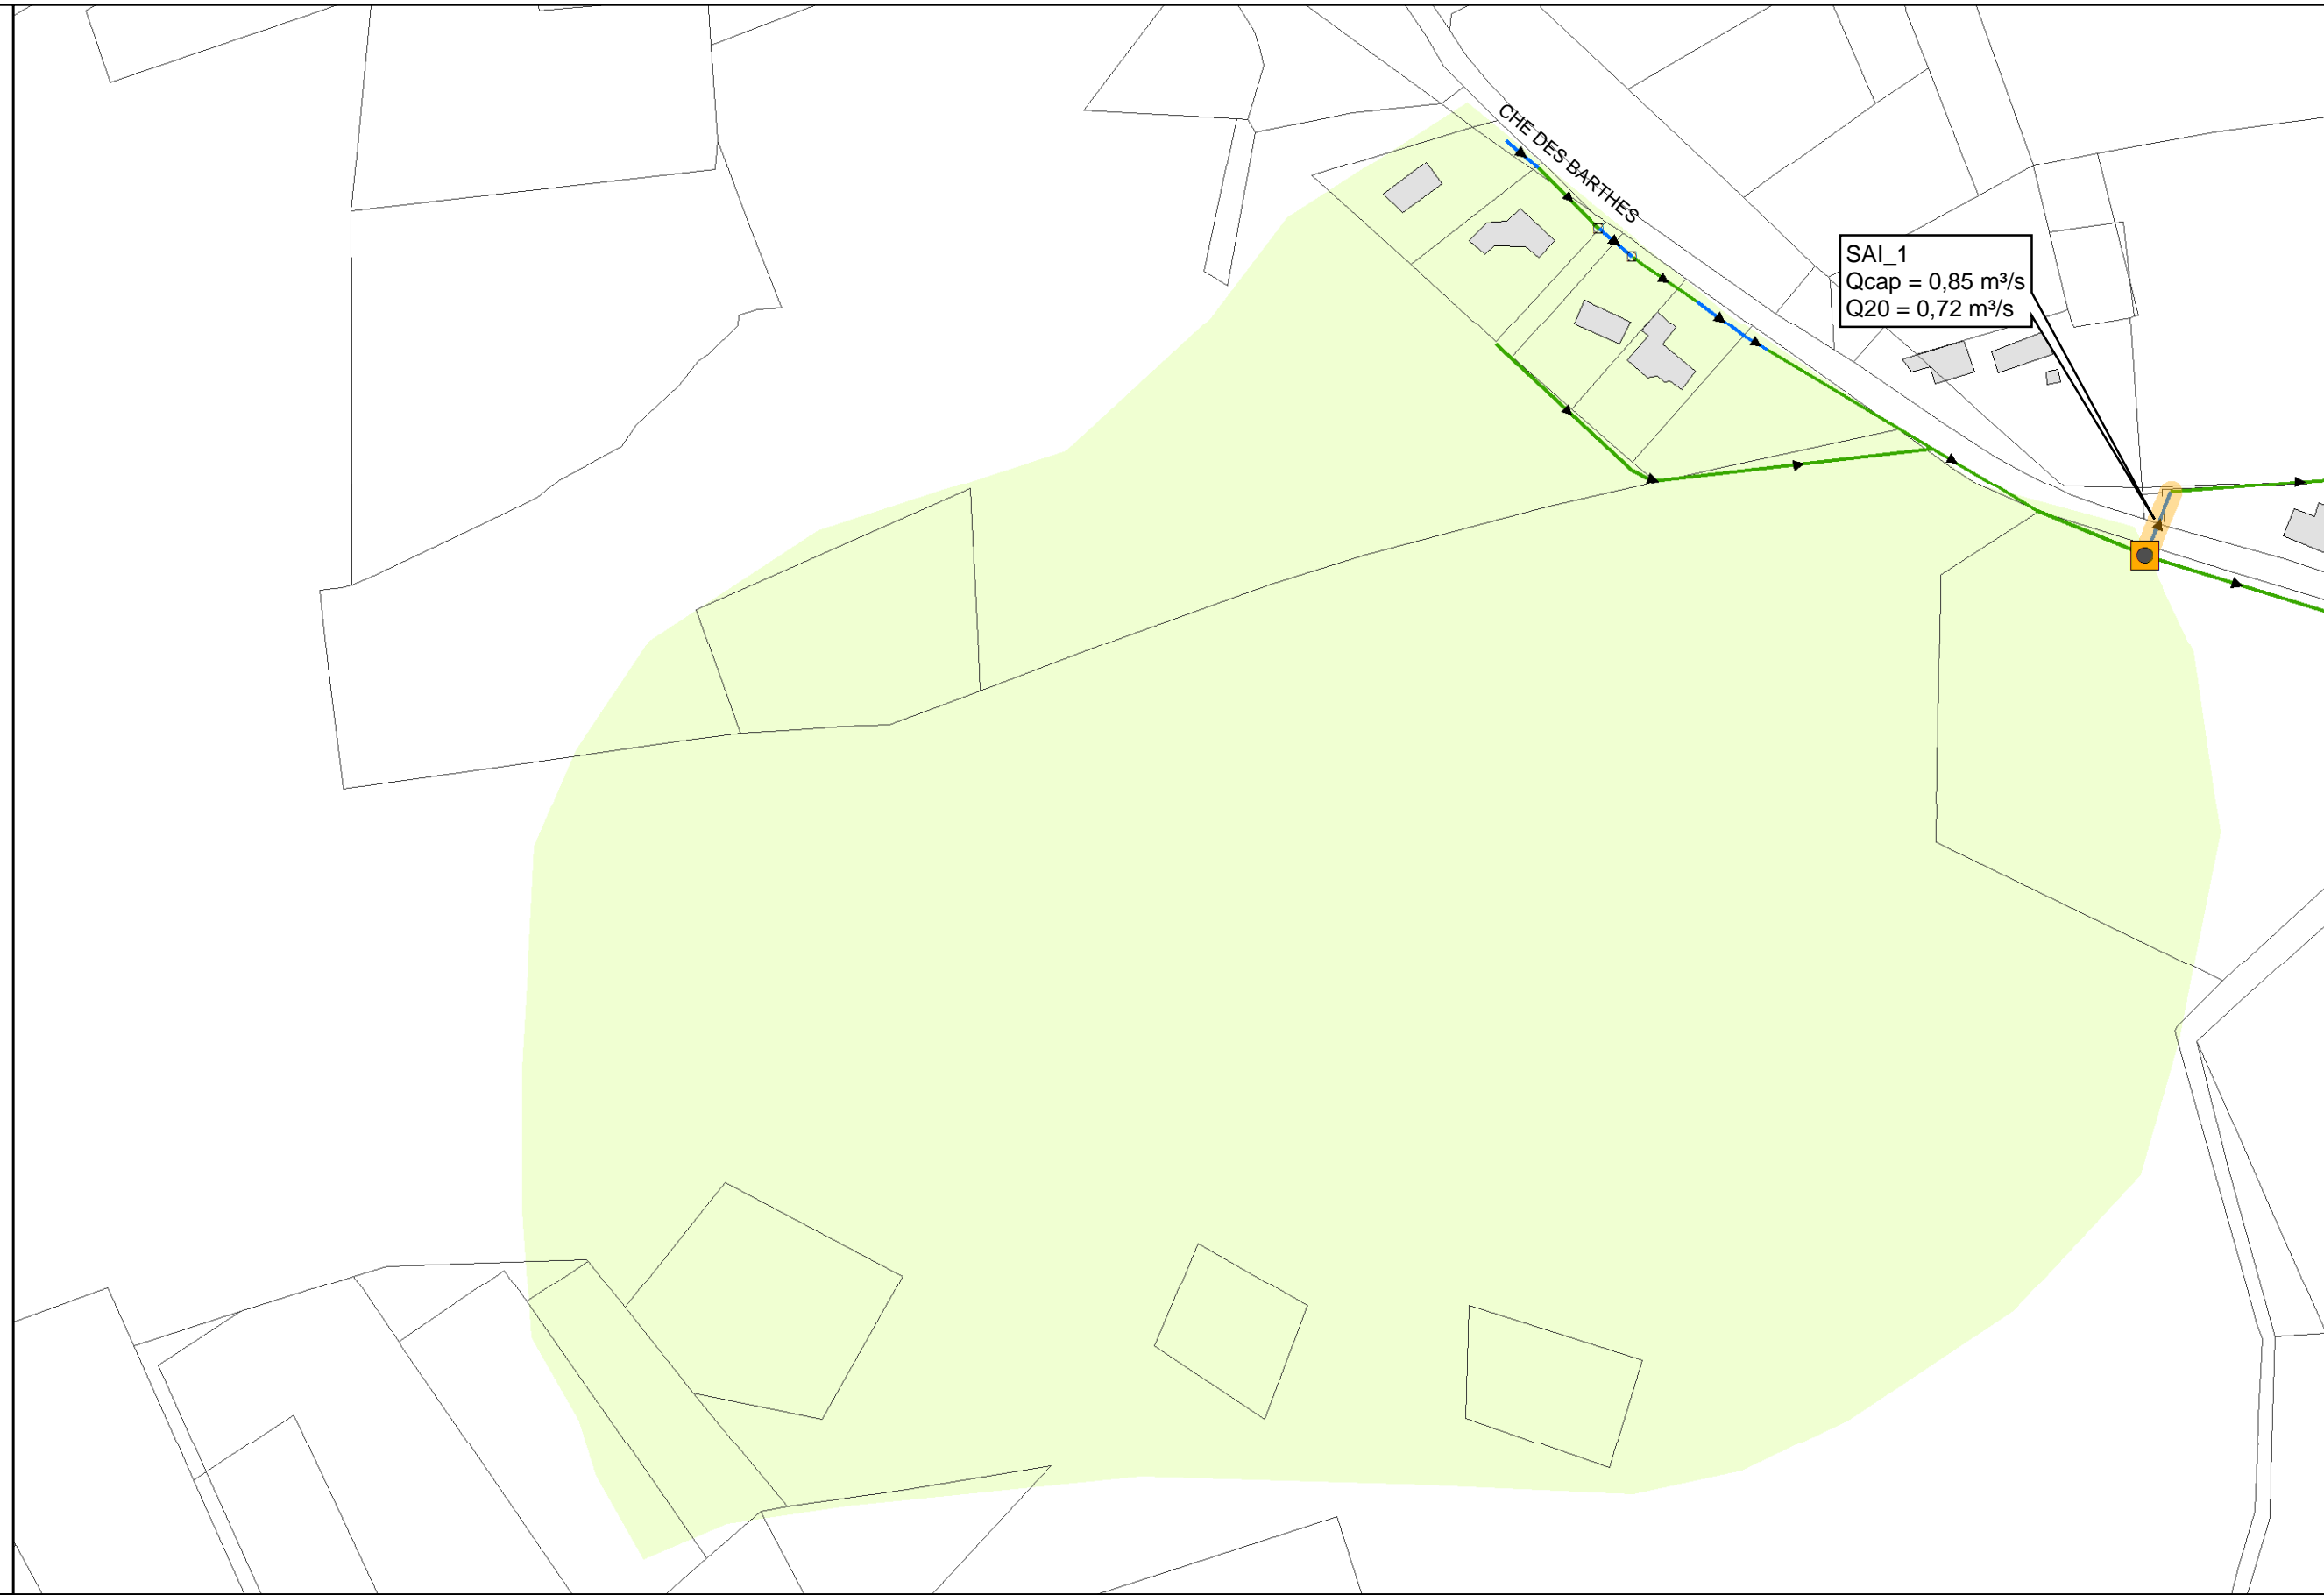 CHE DES BARTHES
SAI_1
Qcap = 0,85 m³/s
Q20 = 0,72 m³/s